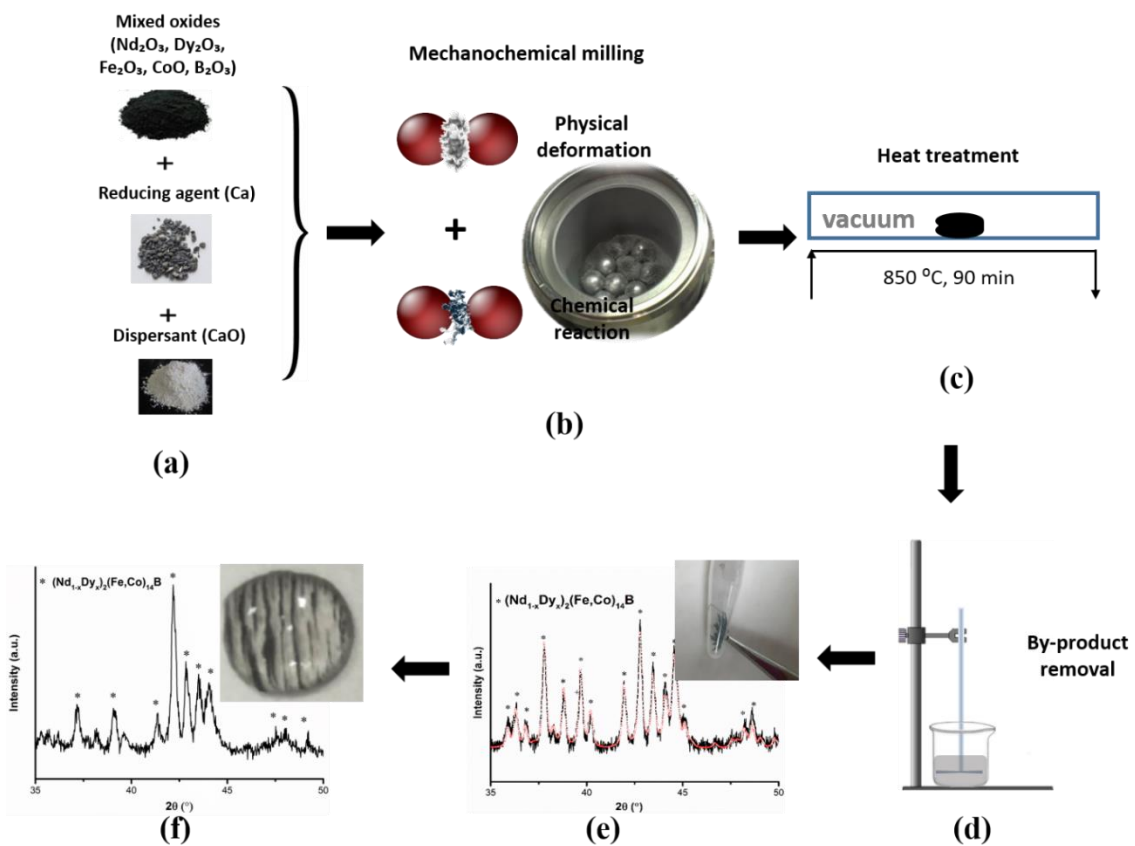 Mixed oxides
(Nd₂O₃, Dy₂O₃,
Fe₂O₃, CoO, B₂O₃)
+
Reducing agent (Ca)
+
Dispersant (CaO)
(a)
Mechanochemical milling
Physical
deformation
+
Chemical
reaction
(b)
Heat treatment
vacuum
850 ⁰C, 90 min
(c)
By-product
removal
(d)
* (Nd₁₋ₓDyₓ)₂(Fe,Co)₁₄B
Intensity (a.u.)
35
40
45
50
2θ (°)
(e)
* (Nd₁₋ₓDyₓ)₂(Fe,Co)₁₄B
Intensity (a.u.)
35
40
45
50
2θ (°)
(f)